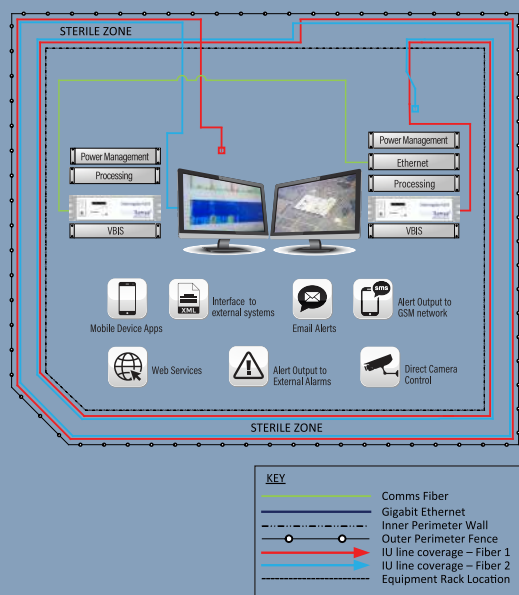 STERILE ZONE
Power Management
Processing
VBIS
Power Management
Ethernet
Processing
VBIS
Mobile Device Apps
XML
Interface to
external systems
Email Alerts
sms
Alert Output to
GSM network
Web Services
Alert Output to
External Alarms
Direct Camera
Control
STERILE ZONE
KEY
Comms Fiber
Gigabit Ethernet
Inner Perimeter Wall
Outer Perimeter Fence
IU line coverage – Fiber 1
IU line coverage – Fiber 2
Equipment Rack Location